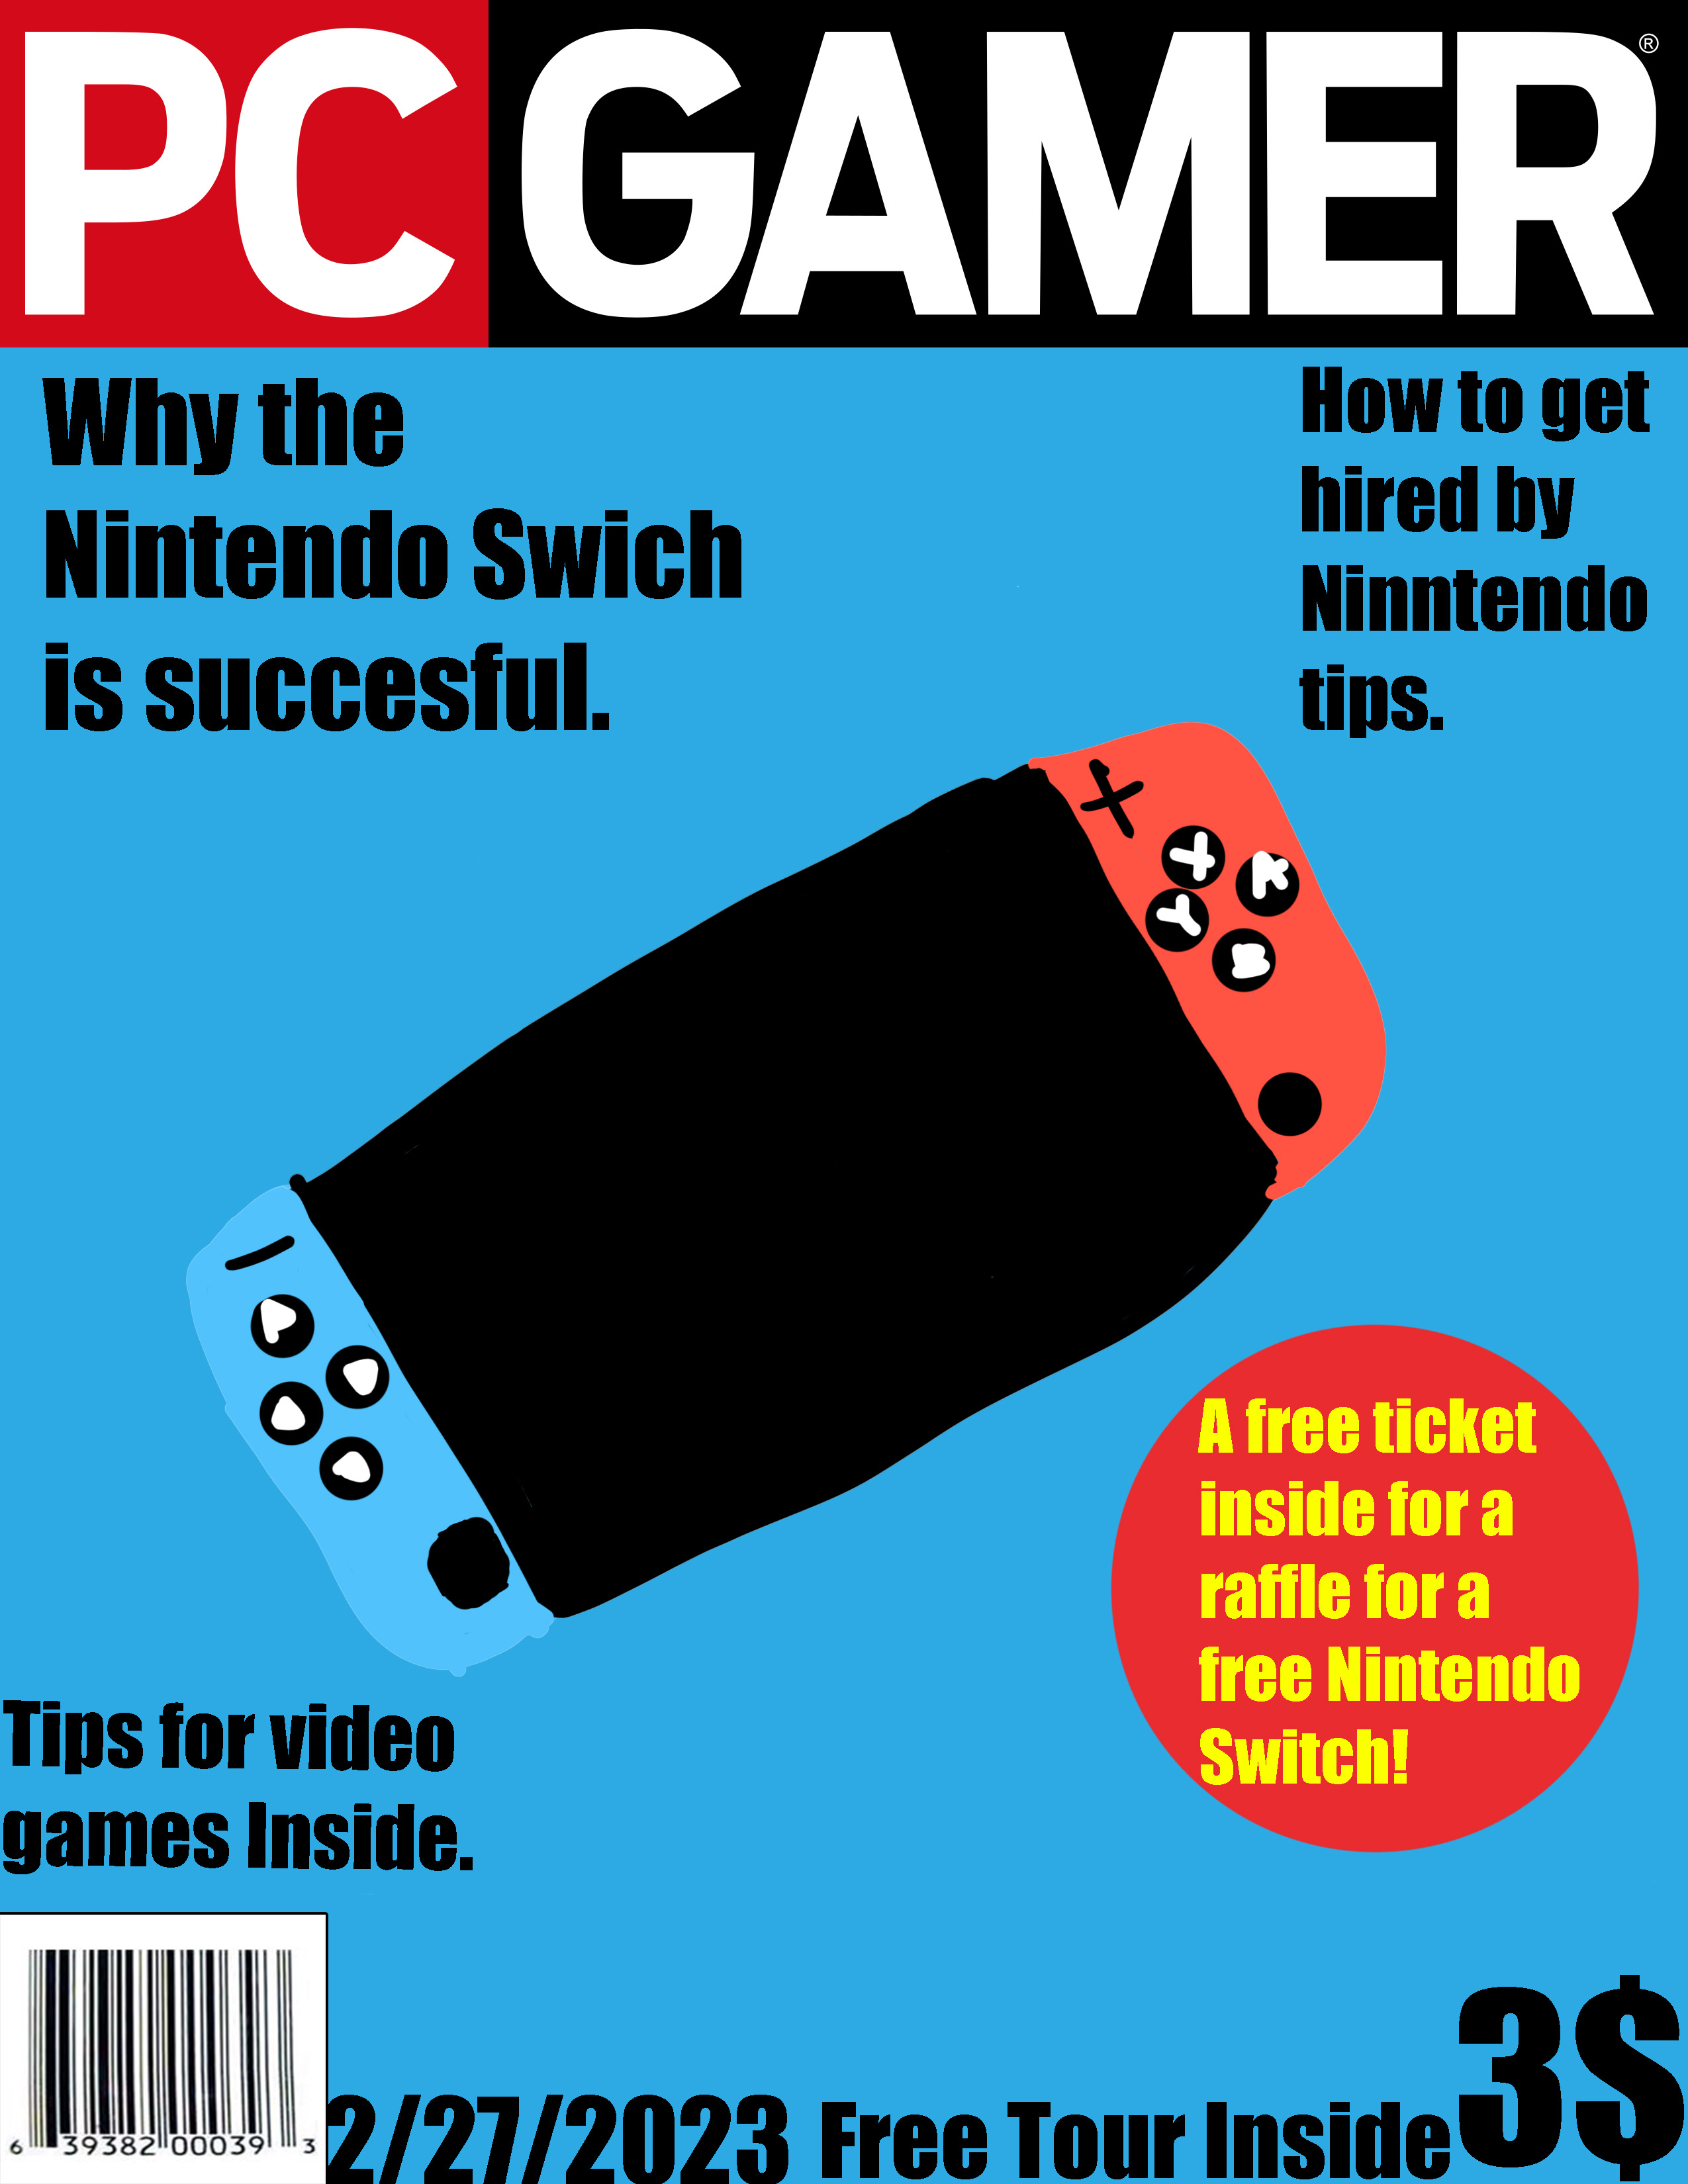 PC GAMER ®
Why the
Nintendo Swich
is succesful.
How to get
hired by
Ninntendo
tips.
X
A
Y
B
A free ticket
inside for a
raffle for a
free Nintendo
Switch!
Tips for video
games Inside.
6 39382 00039 3
2/27/2023 Free Tour Inside
3$